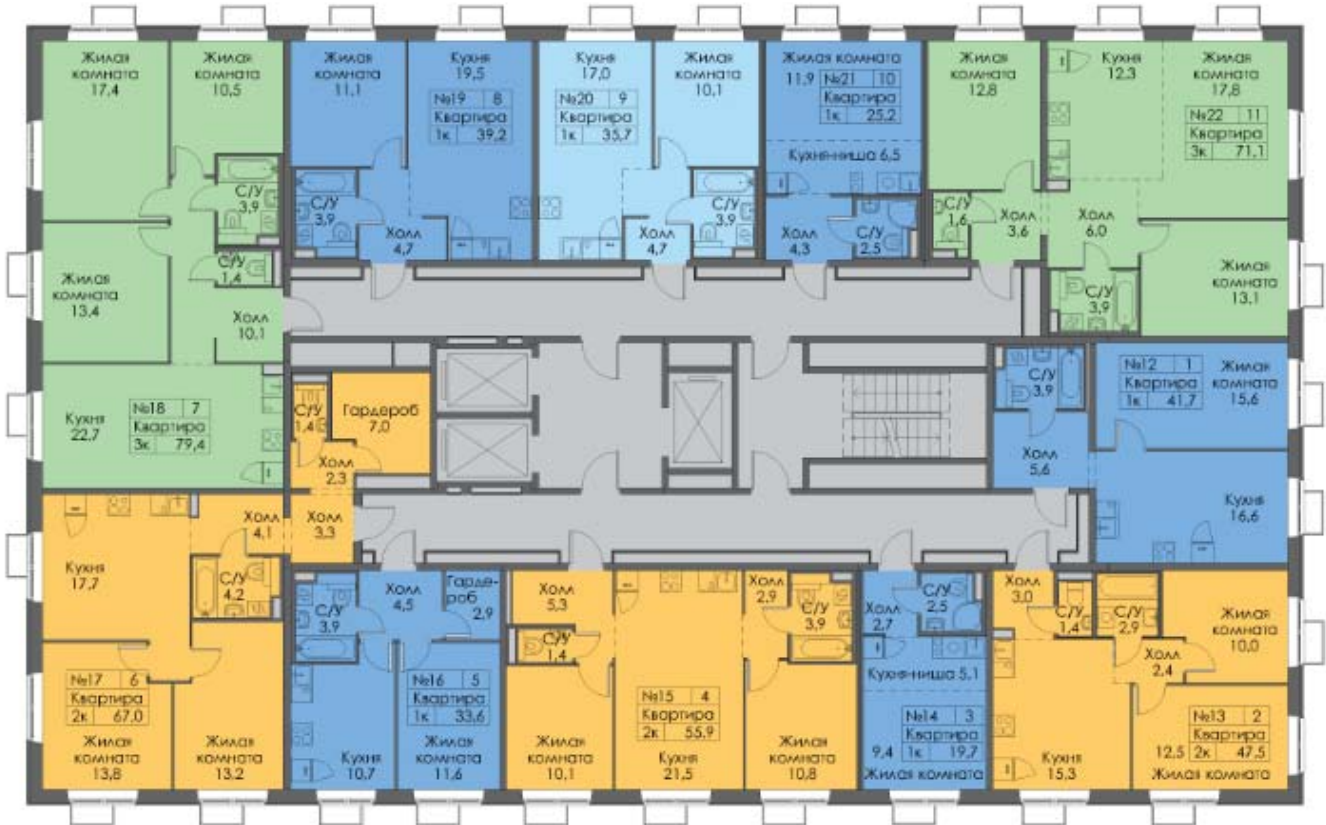 Жилая
комната
17,4
Жилая
комната
10,5
С/У
3,9
С/У
1,4
Жилая
комната
13,4
Холл
10,1
Кухня
22,7
№18 7
Квартира
3к 79,4
Жилая
комната
11,1
Кухня
19,5
№19 8
Квартира
1к 39,2
С/У
3,9
Холл
4,7
Кухня
17,0
№20 9
Квартира
1к 35,7
Жилая
комната
10,1
С/У
3,9
Холл
4,7
Жилая комната
11,9
№21 10
Квартира
1к 25,2
Кухня-ниша 6,5
Холл
4,3
С/У
2,5
Жилая
комната
12,8
С/У
1,6
Холл
3,6
Кухня
12,3
Жилая
комната
17,8
№22 11
Квартира
3к 71,1
Холл
6,0
С/У
3,9
Жилая
комната
13,1
С/У
1,4
Гардероб
7,0
Холл
2,3
Холл
3,3
Холл
4,1
С/У
4,2
Кухня
17,7
№17 6
Квартира
2к 67,0
Жилая
комната
13,8
Жилая
комната
13,2
С/У
3,9
№12 1
Квартира
1к 41,7
Жилая
комната
15,6
Холл
5,6
Кухня
16,6
С/У
3,9
Холл
4,5
Гарде-
роб
2,9
№16 5
Квартира
1к 33,6
Кухня
10,7
Жилая
комната
11,6
Холл
5,3
С/У
1,4
Холл
2,9
С/У
3,9
№15 4
Квартира
2к 55,9
Жилая
комната
10,1
Кухня
21,5
Жилая
комната
10,8
Холл
2,7
С/У
2,5
Кухня-ниша 5,1
№14 3
Квартира
1к 19,7
9,4
Жилая комната
Холл
3,0
С/У
1,4
С/У
2,9
Холл
2,4
Жилая
комната
10,0
Кухня
15,3
№13 2
Квартира
2к 47,5
12,5
Жилая комната